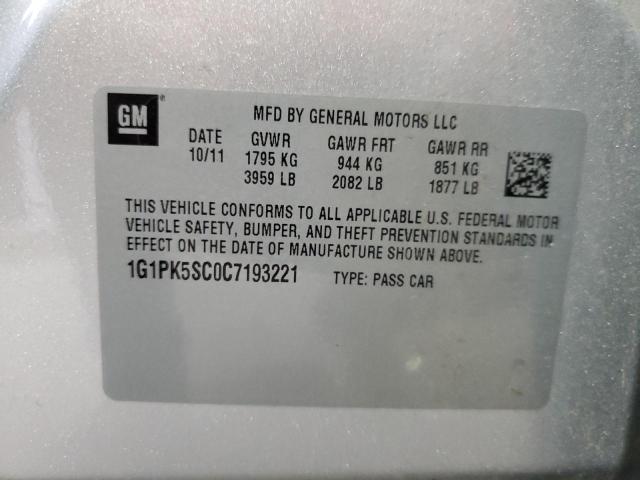 GM
MFD BY GENERAL MOTORS LLC
DATE GVWR GAWR FRT GAWR RR
10/11 1795 KG 944 KG 851 KG
3959 LB 2082 LB 1877 LB
THIS VEHICLE CONFORMS TO ALL APPLICABLE U.S. FEDERAL MOTOR
VEHICLE SAFETY, BUMPER, AND THEFT PREVENTION STANDARDS IN
EFFECT ON THE DATE OF MANUFACTURE SHOWN ABOVE.
1G1PK5SC0C7193221 TYPE: PASS CAR